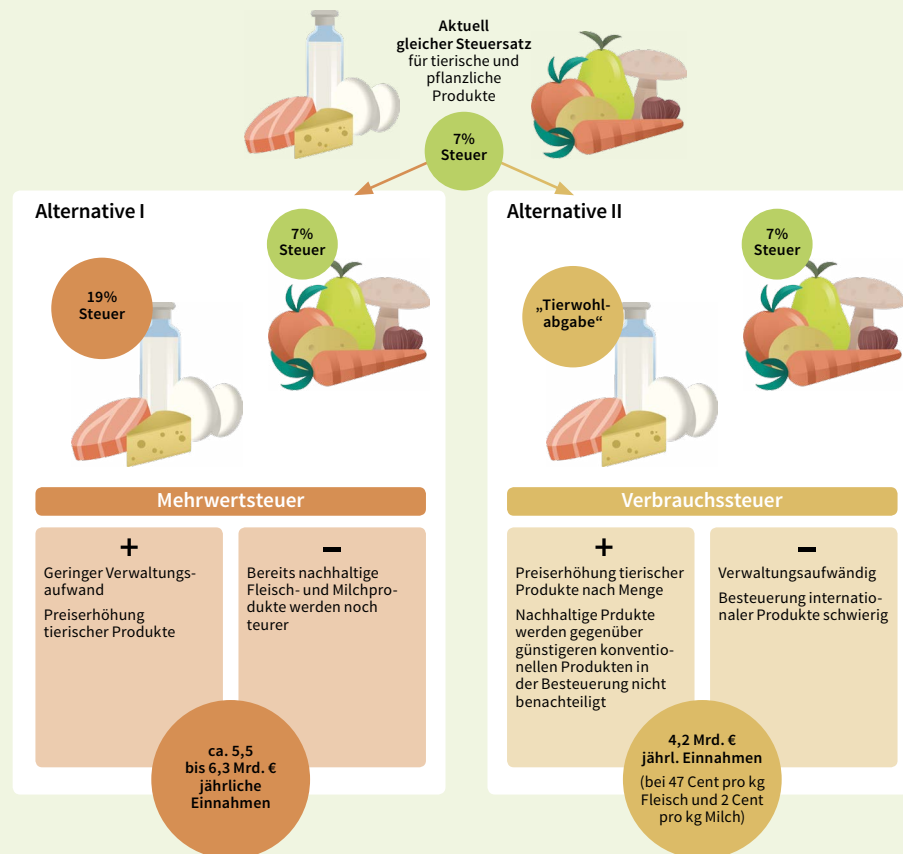 Aktuell
gleicher Steuersatz
für tierische und
pflanzliche
Produkte
7%
Steuer
Alternative I
19%
Steuer
7%
Steuer
Mehrwertsteuer
+
Geringer Verwaltungs-
aufwand
Preiserhöhung
tierischer Produkte
–
Bereits nachhaltige
Fleisch- und Milchpro-
dukte werden noch
teurer
ca. 5,5
bis 6,3 Mrd. €
jährliche
Einnahmen
Alternative II
„Tierwohl-
abgabe“
7%
Steuer
Verbrauchssteuer
+
Preiserhöhung tierischer
Produkte nach Menge
Nachhaltige Prdukte
werden gegenüber
günstigeren konventio-
nellen Produkten in
der Besteuerung nicht
benachteiligt
–
Verwaltungsaufwändig
Besteuerung internatio-
naler Produkte schwierig
4,2 Mrd. €
jährl. Einnahmen
(bei 47 Cent pro kg
Fleisch und 2 Cent
pro kg Milch)